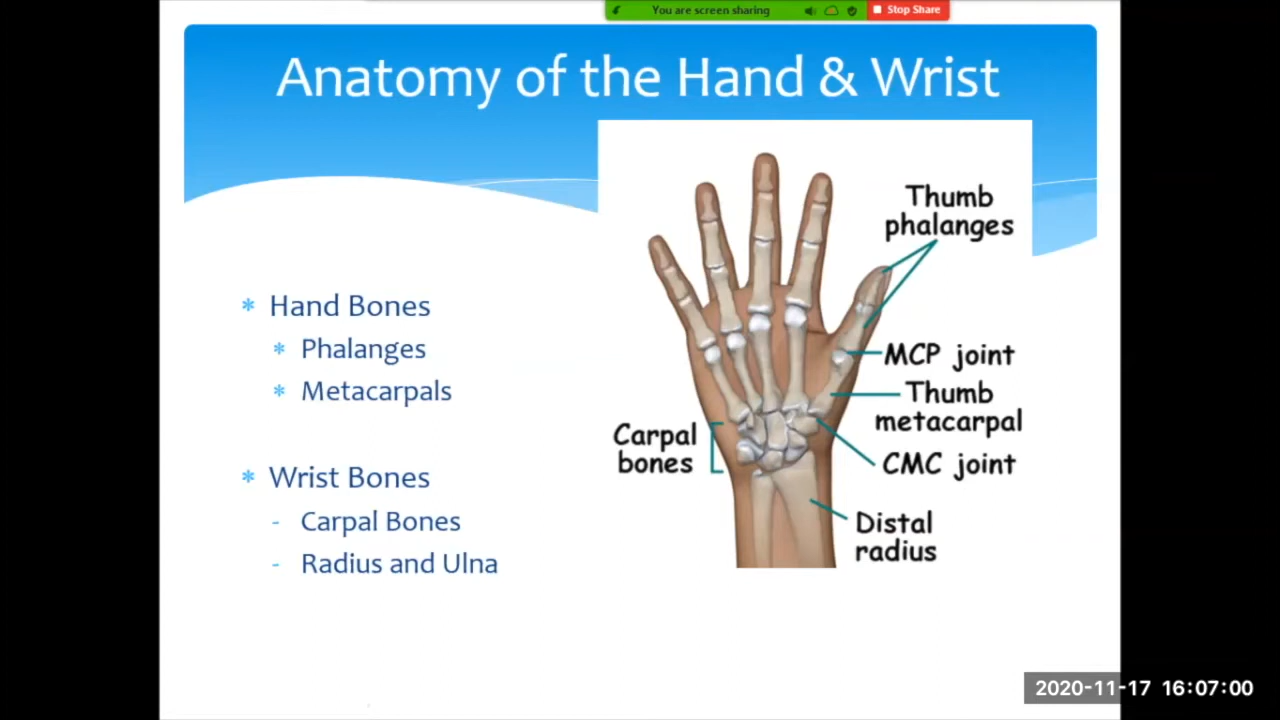 You are screen sharing
Stop Share
Anatomy of the Hand & Wrist
Thumb
phalanges
* Hand Bones
* Phalanges
* Metacarpals
MCP joint
Thumb
metacarpal
Carpal
bones
CMC joint
* Wrist Bones
- Carpal Bones
- Radius and Ulna
Distal
radius
2020-11-17 16:07:00